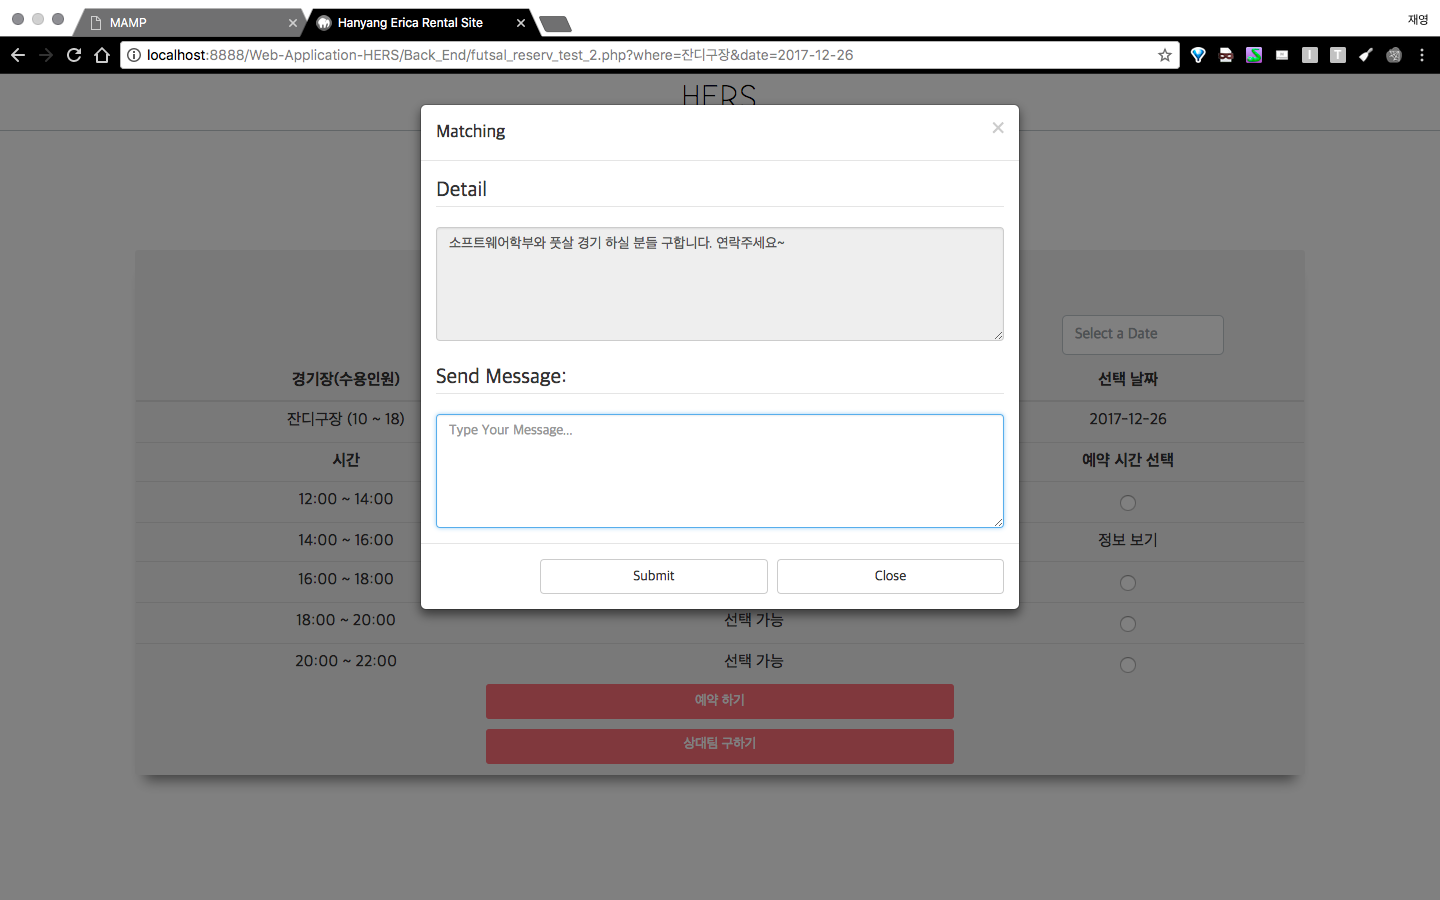 MAMP
Hanyang Erica Rental Site
재영
localhost:8888/Web-Application-HERS/Back_End/futsal_reserv_test_2.php?where=잔디구장&date=2017-12-26
HERS
Matching
Detail
소프트웨어학부와 풋살 경기 하실 분들 구합니다. 연락주세요~
Select a Date
Send Message:
경기장(수용인원)
선택 날짜
잔디구장 (10 ~ 18)
2017-12-26
Type Your Message...
시간
예약 시간 선택
12:00 ~ 14:00
14:00 ~ 16:00
정보 보기
16:00 ~ 18:00
Submit
Close
18:00 ~ 20:00
선택 가능
20:00 ~ 22:00
선택 가능
예약 하기
상대팀 구하기